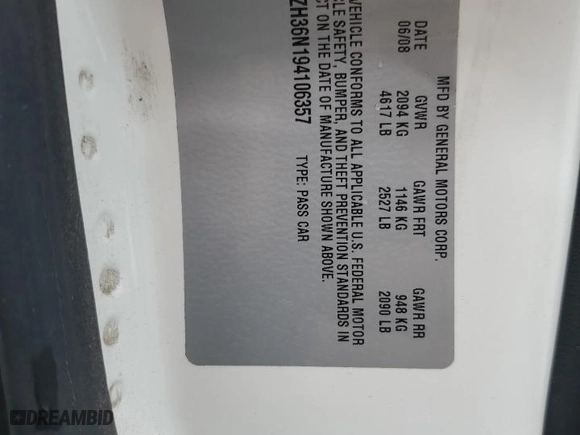 MFD BY GENERAL MOTORS CORP.
DATE GVWR GAWR FRT GAWR RR
06/08 2094 KG 1146 KG 948 KG
4617 LB 2527 LB 2090 LB
VEHICLE CONFORMS TO ALL APPLICABLE U.S. FEDERAL MOTOR
CLE SAFETY, BUMPER, AND THEFT PREVENTION STANDARDS IN
CT ON THE DATE OF MANUFACTURE SHOWN ABOVE.
ZH36N194106357 TYPE: PASS CAR
DREAMBID